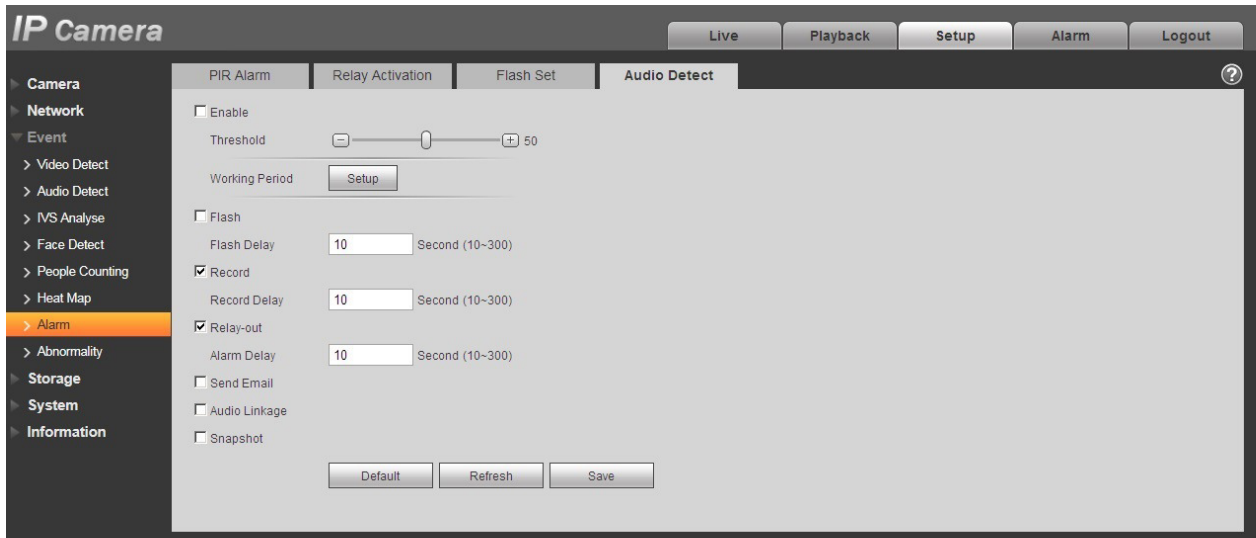 IP Camera
Live Playback Setup Alarm Logout
PIR Alarm Relay Activation Flash Set Audio Detect ?
Camera
Network
Event
Video Detect
Audio Detect
IVS Analyse
Face Detect
People Counting
Heat Map
Alarm
Abnormality
Storage
System
Information
Enable
Threshold 50
Working Period Setup
Flash
Flash Delay 10 Second (10~300)
Record
Record Delay 10 Second (10~300)
Relay-out
Alarm Delay 10 Second (10~300)
Send Email
Audio Linkage
Snapshot
Default Refresh Save